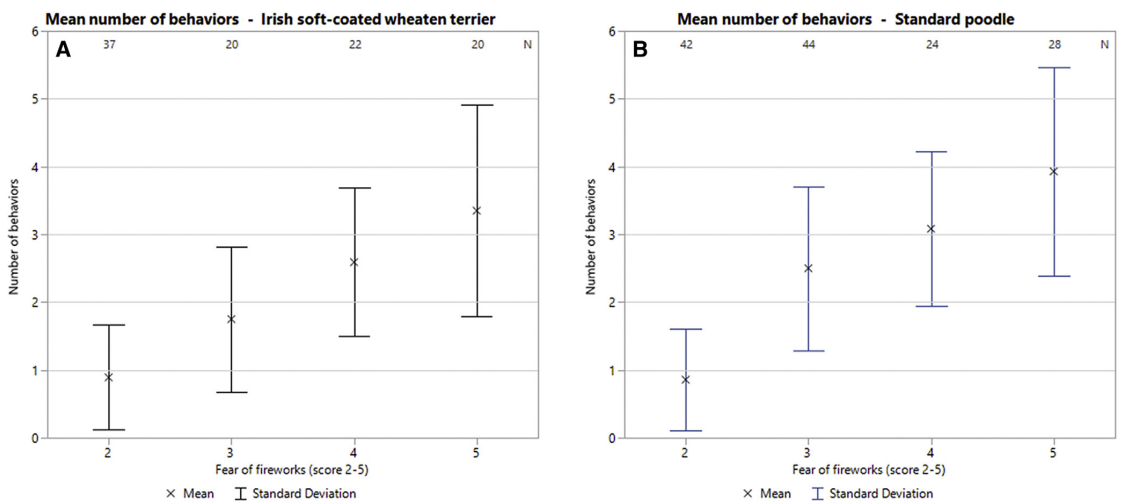 Mean number of behaviors - Irish soft-coated wheaten terrier
A
37 20 22 20 N
6
5
4
3
2
1
0
Number of behaviors
2 3 4 5
Fear of fireworks (score 2-5)
Mean Standard Deviation
Mean number of behaviors - Standard poodle
B
42 44 24 28 N
6
5
4
3
2
1
0
Number of behaviors
2 3 4 5
Fear of fireworks (score 2-5)
Mean Standard Deviation